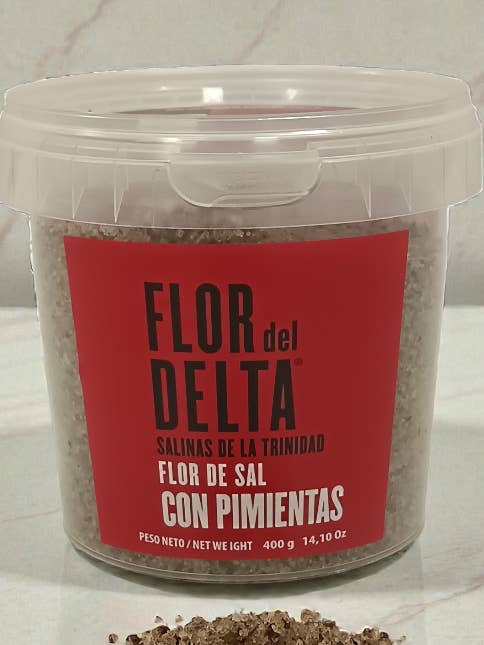 FLOR del
DELTA®
SALINAS DE LA TRINIDAD
FLOR DE SAL
CON PIMIENTAS
PESO NETO / NET WE IGHT 400 g 14,10 Oz